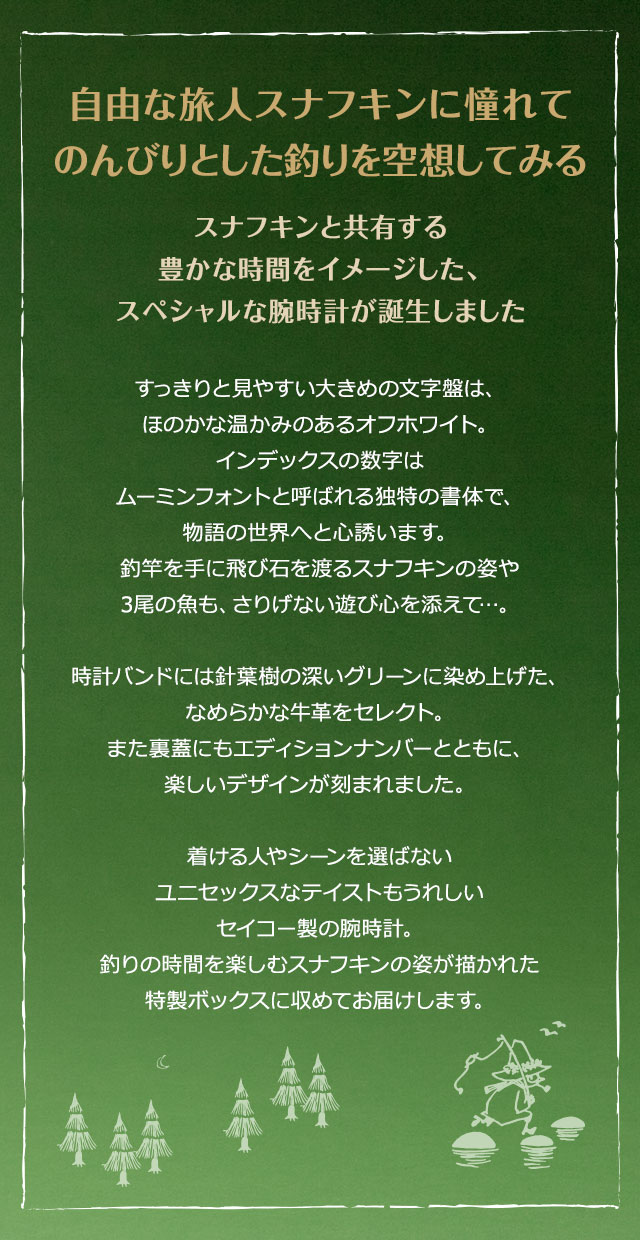 自由な旅人スナフキンに憧れて
のんびりとした釣りを空想してみる
スナフキンと共有する
豊かな時間をイメージした、
スペシャルな腕時計が誕生しました
すっきりと見やすい大きめの文字盤は、
ほのかな温かみのあるオフホワイト。
インデックスの数字は
ムーミンフォントと呼ばれる独特の書体で、
物語の世界へと心誘います。
釣竿を手に飛び石を渡るスナフキンの姿や
3尾の魚も、さりげない遊び心を添えて…。
時計バンドには針葉樹の深いグリーンに染め上げた、
なめらかな牛革をセレクト。
また裏蓋にもエディションナンバーとともに、
楽しいデザインが刻まれました。
着ける人やシーンを選ばない
ユニセックスなテイストもうれしい
セイコー製の腕時計。
釣りの時間を楽しむスナフキンの姿が描かれた
特製ボックスに収めてお届けします。